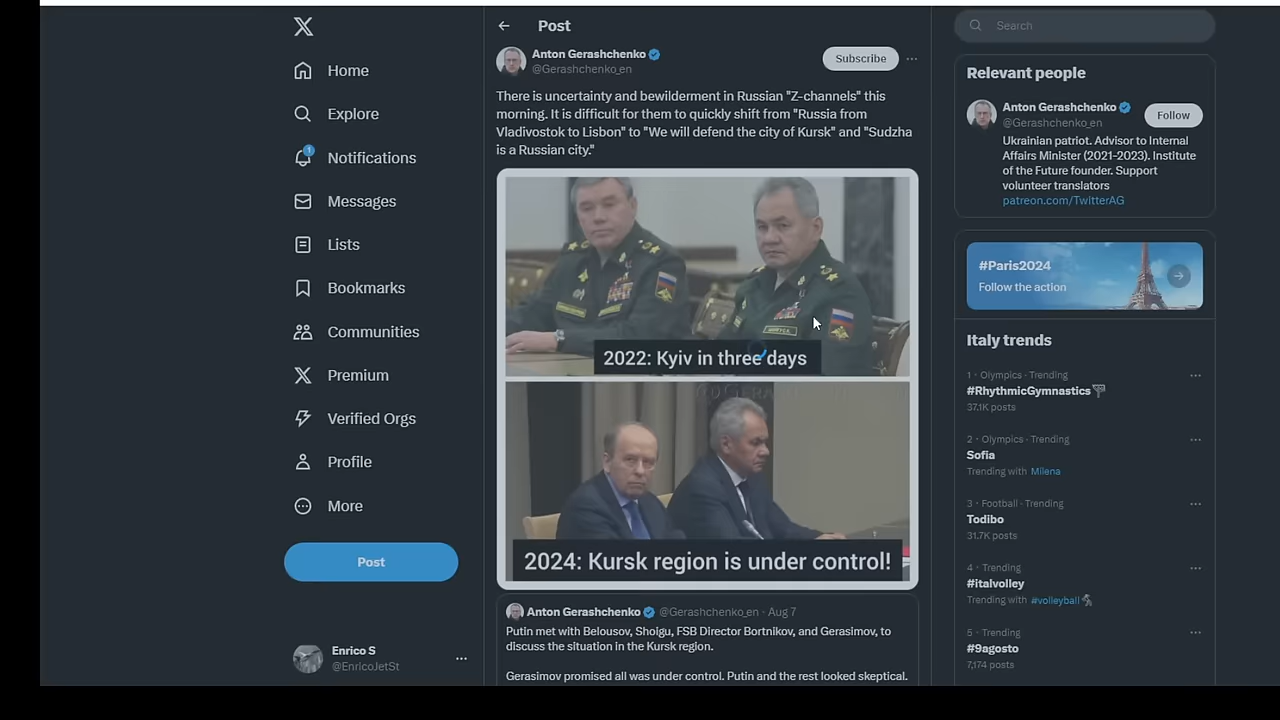 Home
Explore
1
Notifications
Messages
Lists
Bookmarks
Communities
Premium
Verified Orgs
Profile
More
Post
Enrico S
@EnricoJetSt
Post
Anton Gerashchenko
@Gerashchenko_en
Subscribe
There is uncertainty and bewilderment in Russian "Z-channels" this
morning. It is difficult for them to quickly shift from "Russia from
Vladivostok to Lisbon" to "We will defend the city of Kursk" and "Sudzha
is a Russian city."
2022: Kyiv in three days
2024: Kursk region is under control!
Anton Gerashchenko @Gerashchenko_en · Aug 7
Putin met with Belousov, Shoigu, FSB Director Bortnikov, and Gerasimov, to
discuss the situation in the Kursk region.
Gerasimov promised all was under control. Putin and the rest looked skeptical.
Search
Relevant people
Anton Gerashchenko
@Gerashchenko_en
Follow
Ukrainian patriot. Advisor to Internal
Affairs Minister (2021-2023). Institute
of the Future founder. Support
volunteer translators
patreon.com/TwitterAG
#Paris2024
Follow the action
Italy trends
1 · Olympics · Trending
#RhythmicGymnastics
37.1K posts
2 · Olympics · Trending
Sofia
Trending with Milena
3 · Football · Trending
Todibo
31.7K posts
4 · Trending
#italvolley
Trending with #volleyball
5 · Trending
#9agosto
7,174 posts